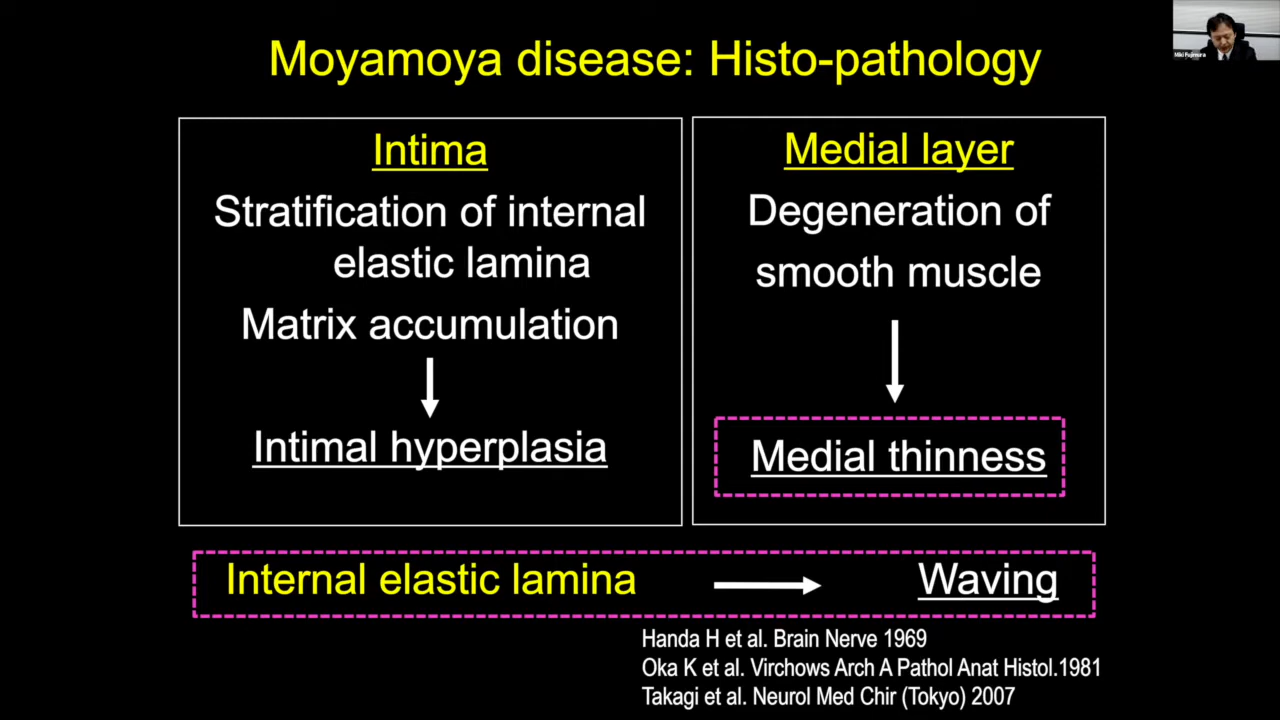 Moyamoya disease: Histo-pathology
Miki Fujimura
Intima
Stratification of internal
elastic lamina
Matrix accumulation
Intimal hyperplasia
Medial layer
Degeneration of
smooth muscle
Medial thinness
Internal elastic lamina
Waving
Handa H et al. Brain Nerve 1969
Oka K et al. Virchows Arch A Pathol Anat Histol.1981
Takagi et al. Neurol Med Chir (Tokyo) 2007